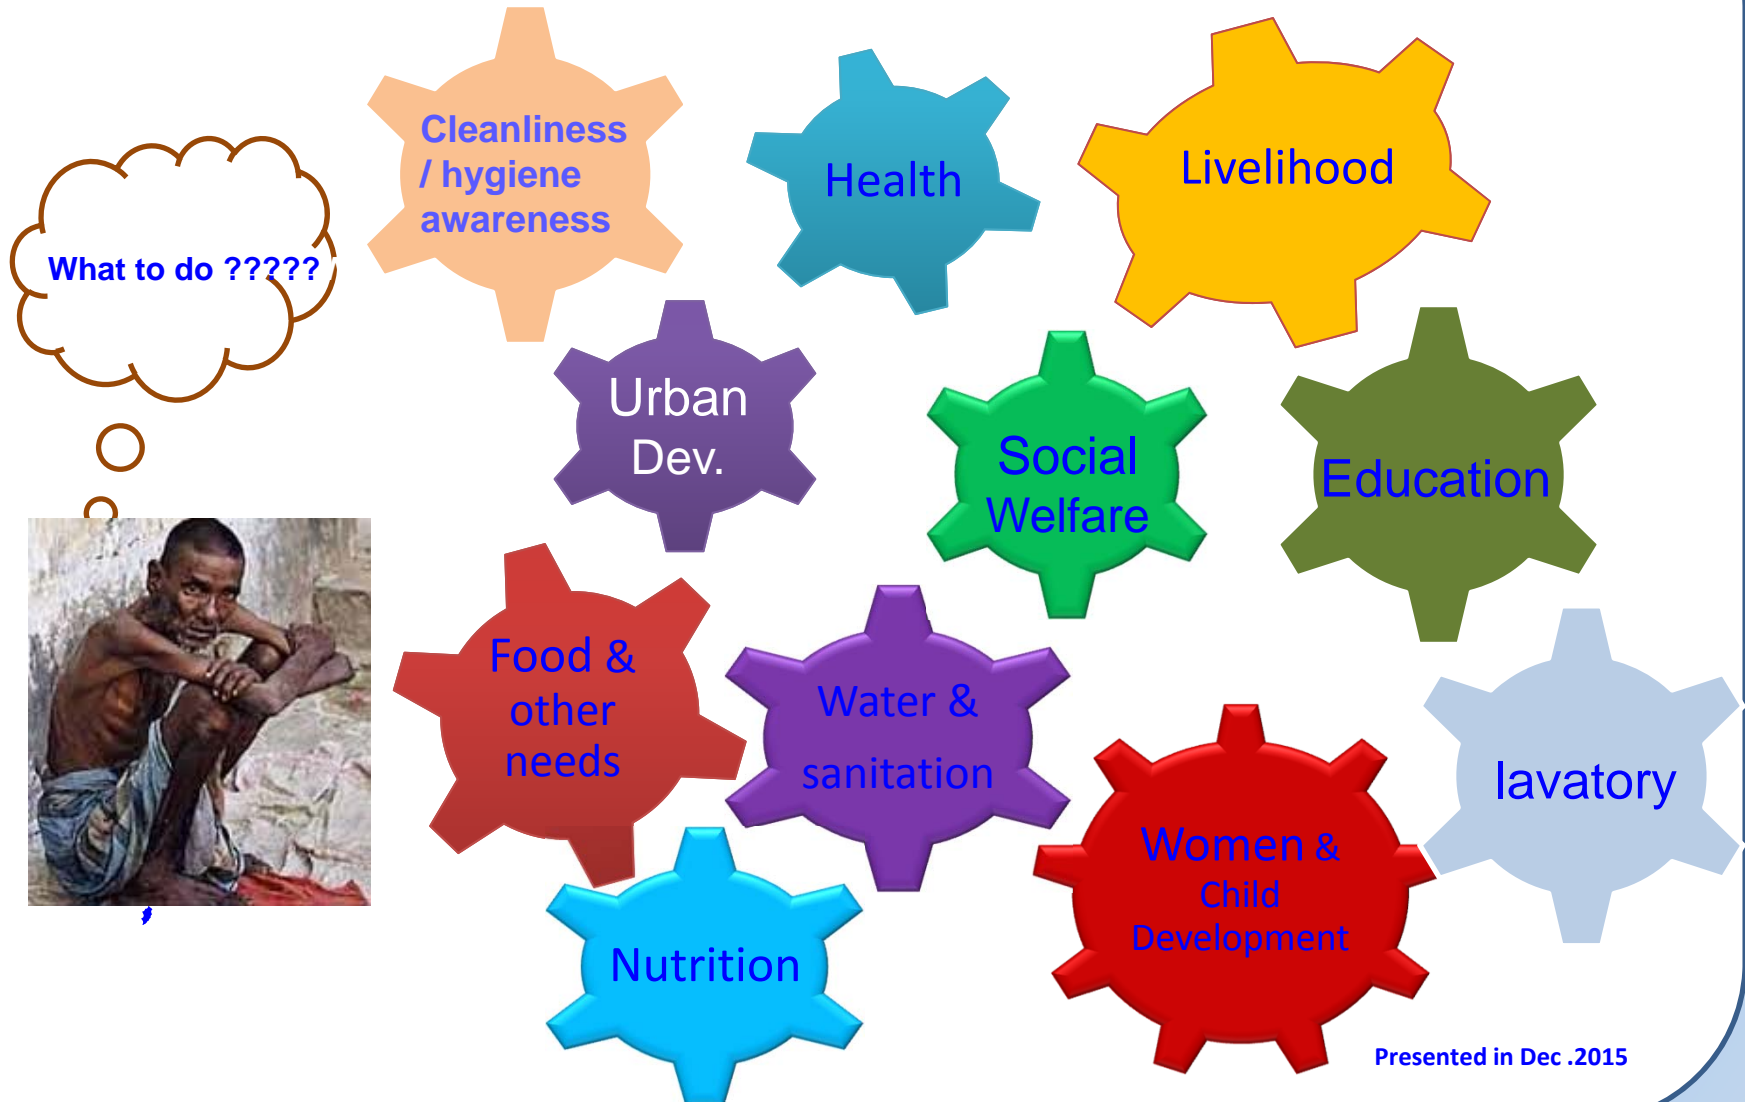 Cleanliness
/ hygiene
awareness
Health
Livelihood
What to do ?????
Urban
Dev.
Social
Welfare
Education
Food &
other
needs
Water &
sanitation
lavatory
Women &
Child
Development
Nutrition
Presented in Dec .2015